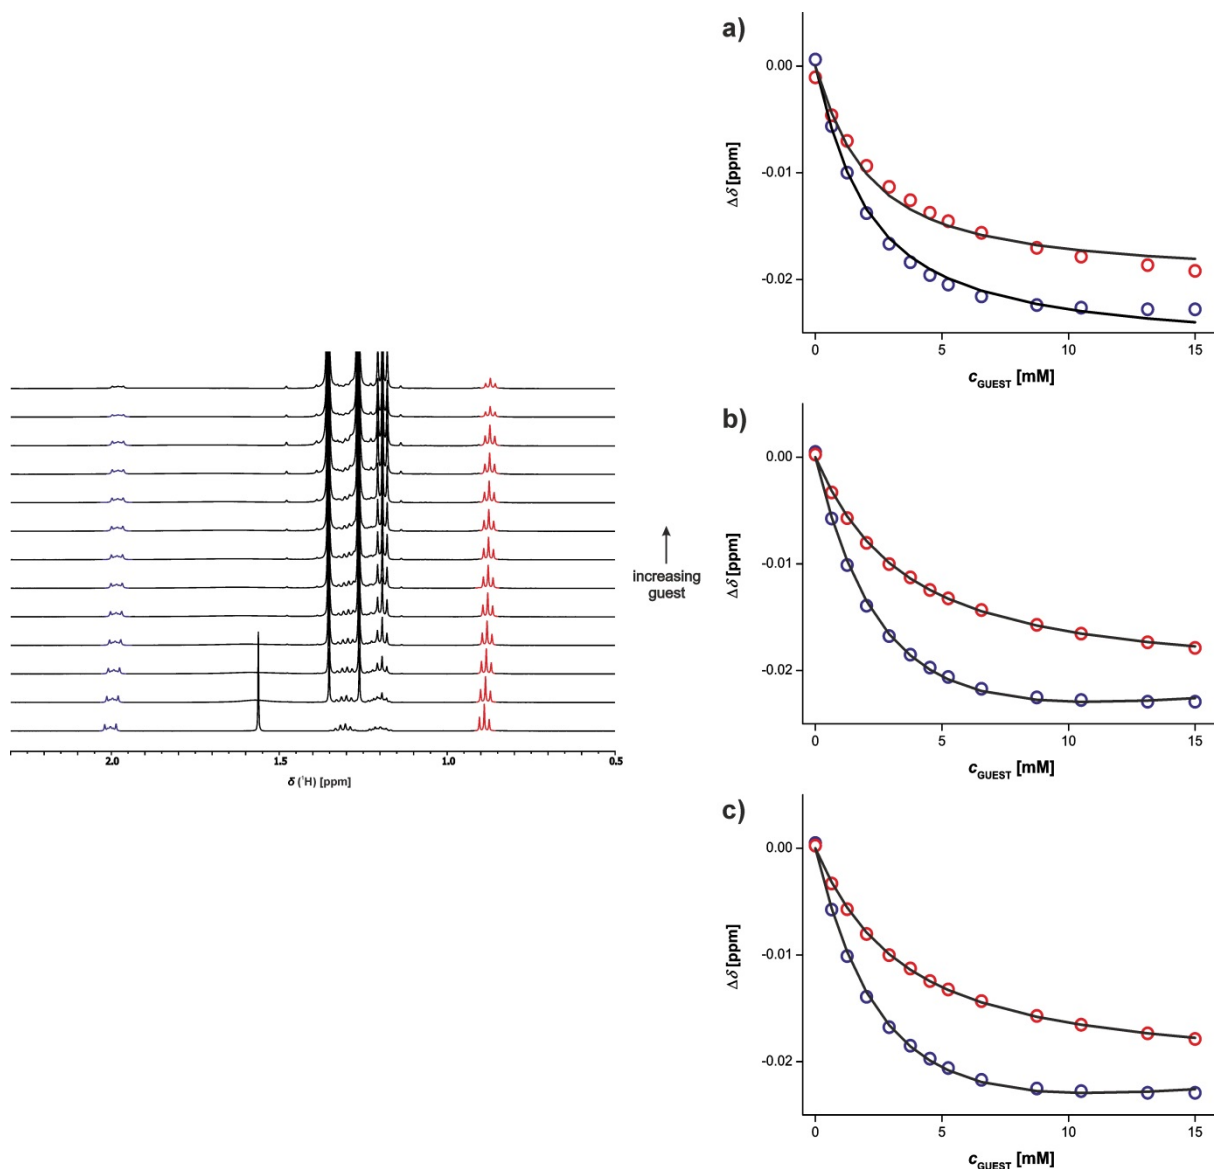 a)
0.00
-0.01
-0.02
Δδ [ppm]
0
5
10
15
cGUEST [mM]
increasing
guest
2.0
1.5
1.0
0.5
δ (¹H) [ppm]
b)
0.00
-0.01
-0.02
Δδ [ppm]
0
5
10
15
cGUEST [mM]
c)
0.00
-0.01
-0.02
Δδ [ppm]
0
5
10
15
cGUEST [mM]